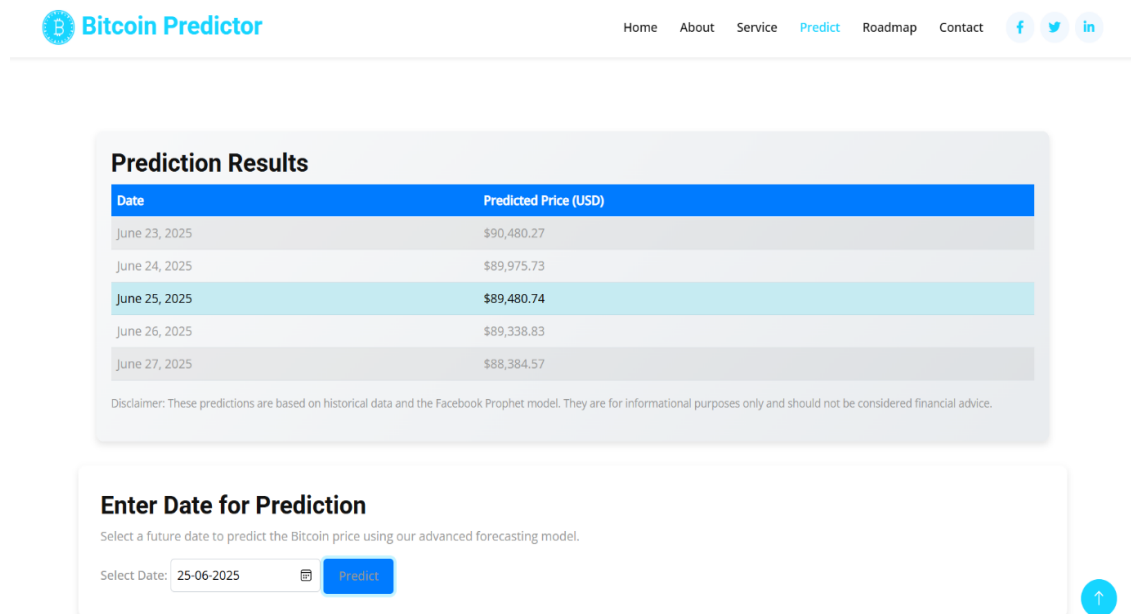 Bitcoin Predictor
Home About Service Predict Roadmap Contact
Prediction Results
Date Predicted Price (USD)
June 23, 2025 $90,480.27
June 24, 2025 $89,975.73
June 25, 2025 $89,480.74
June 26, 2025 $89,338.83
June 27, 2025 $88,384.57
Disclaimer: These predictions are based on historical data and the Facebook Prophet model. They are for informational purposes only and should not be considered financial advice.
Enter Date for Prediction
Select a future date to predict the Bitcoin price using our advanced forecasting model.
Select Date: 25-06-2025 Predict